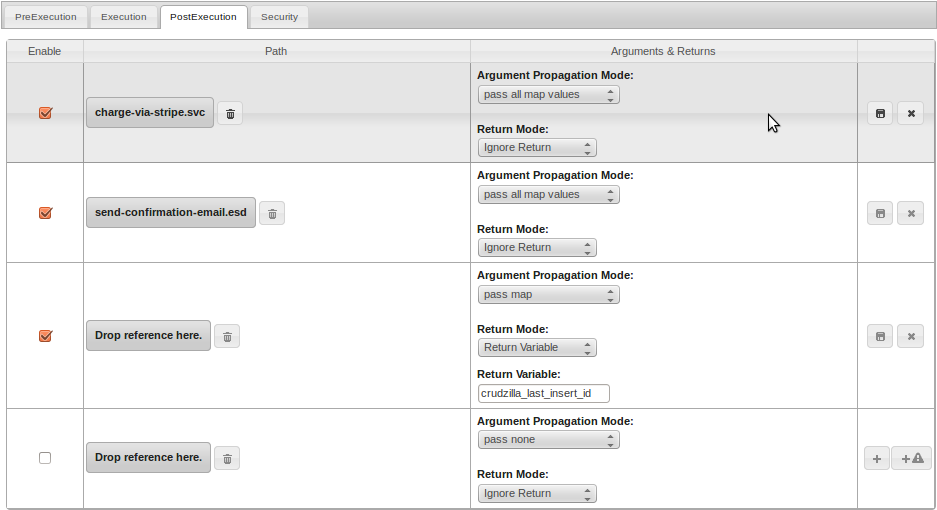 PreExecution Execution PostExecution Security
Enable Path Arguments & Returns
Argument Propagation Mode:
charge-via-stripe.svc pass all map values
Return Mode:
Ignore Return
Argument Propagation Mode:
send-confirmation-email.esd pass all map values
Return Mode:
Ignore Return
Argument Propagation Mode:
pass map
Drop reference here. Return Mode:
Return Variable
Return Variable:
crudzilla_last_insert_id
Argument Propagation Mode:
pass none
Drop reference here.
Return Mode:
Ignore Return